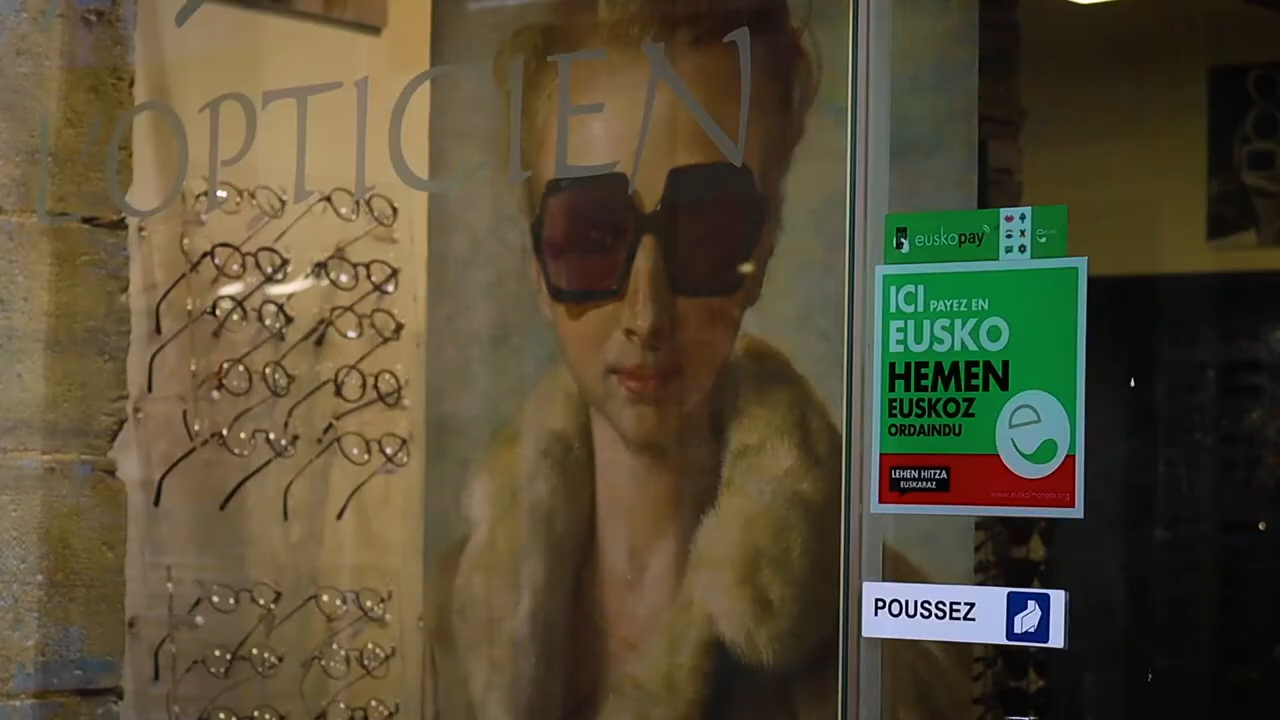 L'OPTICIEN
euskopay
ICI PAYEZ EN
EUSKO
HEMEN
EUSKOZ
ORDAINDU
LEHEN HITZA
EUSKARAZ
www.euskalmoneta.org
POUSSEZ